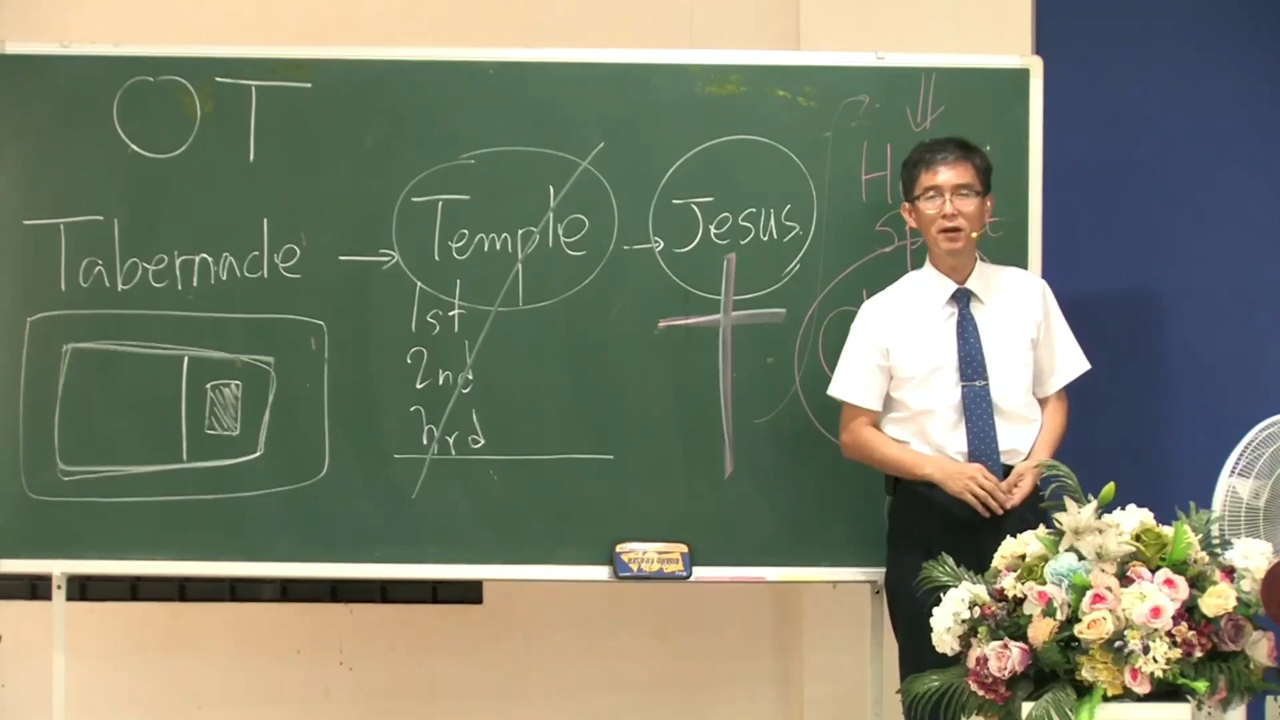 OT
Tabernacle → Temple → Jesus
1st
2nd
3rd